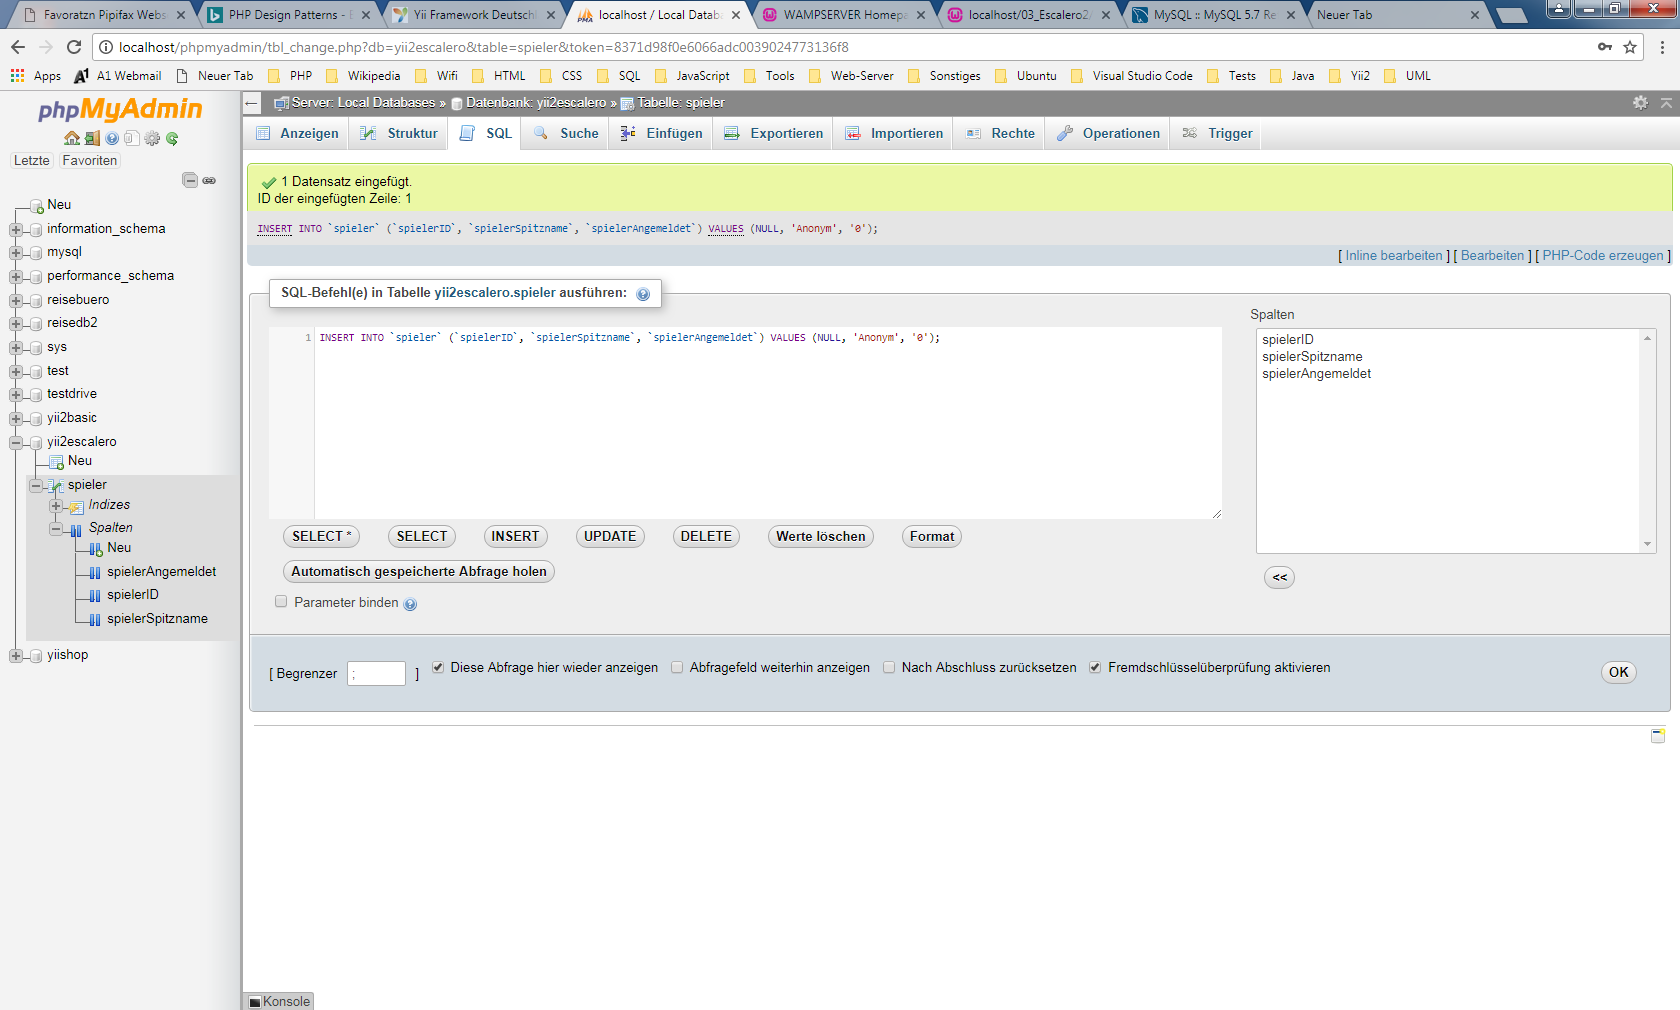 Favoratzn Pipifax Webs
PHP Design Patterns -
Yii Framework Deutschl
localhost / Local Datab
WAMPSERVER Homepa
localhost/03_Escalero2
MySQL :: MySQL 5.7 Re
Neuer Tab
localhost/phpmyadmin/tbl_change.php?db=yii2escalero&table=spieler&token=8371d98f0e6066adc0039024773136f8
Apps
A1 Webmail
Neuer Tab
PHP
Wikipedia
Wifi
HTML
CSS
SQL
JavaScript
Tools
Web-Server
Sonstiges
Ubuntu
Visual Studio Code
Tests
Java
Yii2
UML
phpMyAdmin
Letzte Favoriten
Neu
information_schema
mysql
performance_schema
reisebuero
reisedb2
sys
test
testdrive
yii2basic
yii2escalero
Neu
spieler
Indizes
Spalten
Neu
spielerAngemeldet
spielerID
spielerSpitzname
yiishop
Server: Local Databases » Datenbank: yii2escalero » Tabelle: spieler
Anzeigen
Struktur
SQL
Suche
Einfügen
Exportieren
Importieren
Rechte
Operationen
Trigger
1 Datensatz eingefügt.
ID der eingefügten Zeile: 1
INSERT INTO `spieler` (`spielerID`, `spielerSpitzname`, `spielerAngemeldet`) VALUES (NULL, 'Anonym', '0');
[ Inline bearbeiten ] [ Bearbeiten ] [ PHP-Code erzeugen ]
SQL-Befehl(e) in Tabelle yii2escalero.spieler ausführen:
1 INSERT INTO `spieler` (`spielerID`, `spielerSpitzname`, `spielerAngemeldet`) VALUES (NULL, 'Anonym', '0');
Spalten
spielerID
spielerSpitzname
spielerAngemeldet
<<
SELECT *
SELECT
INSERT
UPDATE
DELETE
Werte löschen
Format
Automatisch gespeicherte Abfrage holen
Parameter binden
[ Begrenzer ; ]
Diese Abfrage hier wieder anzeigen
Abfragefeld weiterhin anzeigen
Nach Abschluss zurücksetzen
Fremdschlüsselüberprüfung aktivieren
OK
Konsole